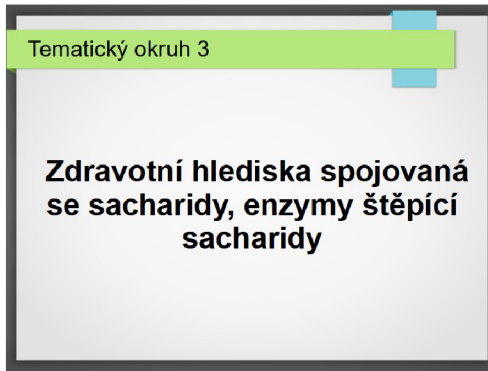 Tematický okruh 3
Zdravotní hlediska spojovaná
se sacharidy, enzymy štěpící
sacharidy